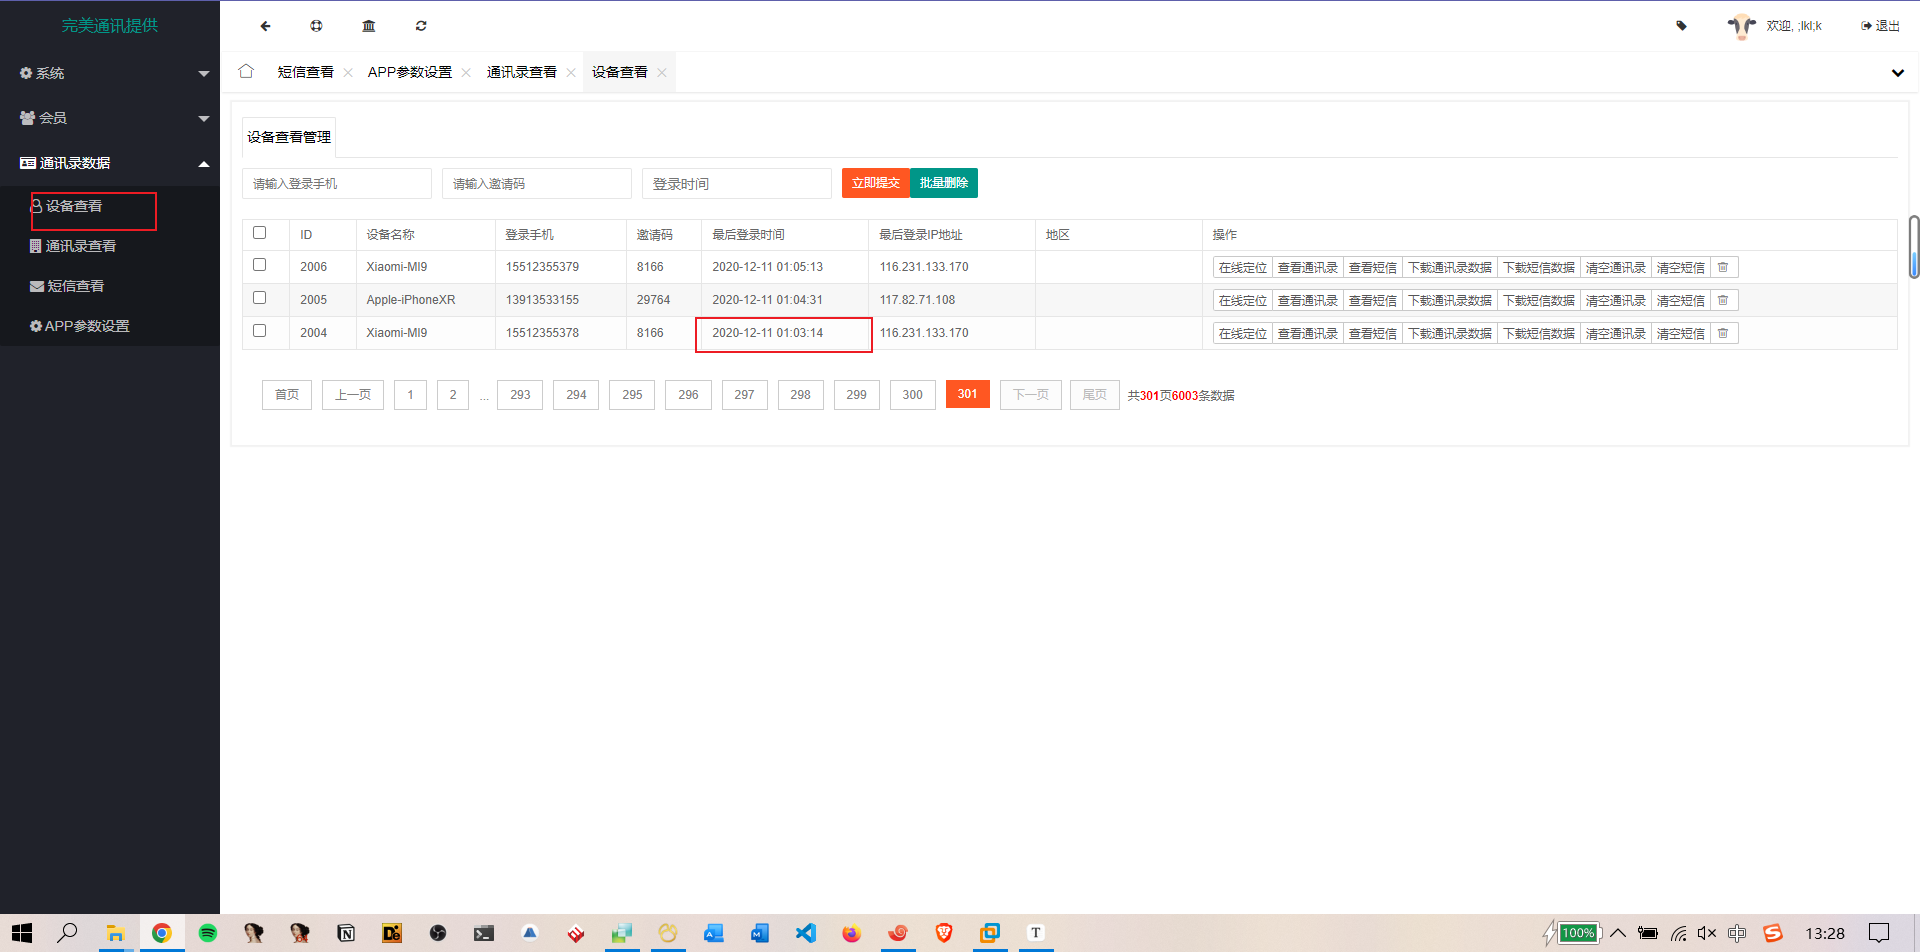 完美通讯提供
欢迎, ;lkl;k
退出
系统
会员
通讯录数据
设备查看
通讯录查看
短信查看
APP参数设置
短信查看 APP参数设置 通讯录查看 设备查看
设备查看管理
请输入登录手机 请输入邀请码 登录时间 立即提交 批量删除
ID 设备名称 登录手机 邀请码 最后登录时间 最后登录IP地址 地区 操作
2006 Xiaomi-MI9 15512355379 8166 2020-12-11 01:05:13 116.231.133.170 在线定位 查看通讯录 查看短信 下载通讯录数据 下载短信数据 清空通讯录 清空短信
2005 Apple-iPhoneXR 13913533155 29764 2020-12-11 01:04:31 117.82.71.108 在线定位 查看通讯录 查看短信 下载通讯录数据 下载短信数据 清空通讯录 清空短信
2004 Xiaomi-MI9 15512355378 8166 2020-12-11 01:03:14 116.231.133.170 在线定位 查看通讯录 查看短信 下载通讯录数据 下载短信数据 清空通讯录 清空短信
首页 上一页 1 2 ... 293 294 295 296 297 298 299 300 301 下一页 尾页 共301页6003条数据
100% 中 13:28